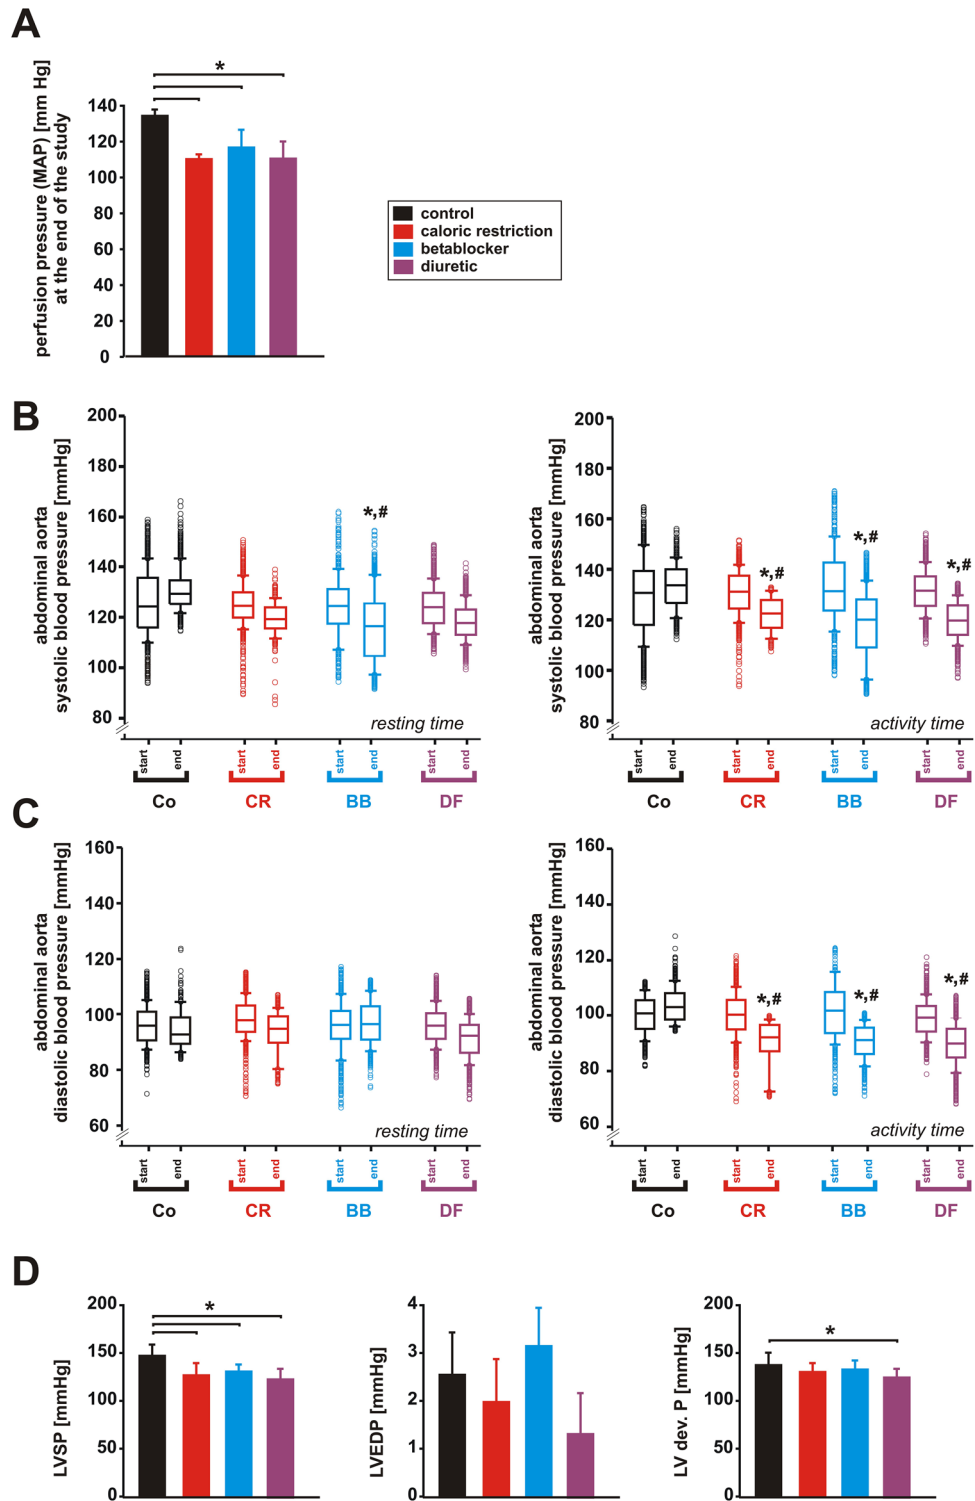 A
perfusion pressure (MAP) [mm Hg]
at the end of the study
140
120
100
80
60
40
20
0
*
control
caloric restriction
betablocker
diuretic
B
abdominal aorta
systolic blood pressure [mmHg]
200
180
160
140
120
100
80
*,#
resting time
start
end
start
end
start
end
start
end
Co
CR
BB
DF
abdominal aorta
systolic blood pressure [mmHg]
200
180
160
140
120
100
80
*,#
*,#
*,#
activity time
start
end
start
end
start
end
start
end
Co
CR
BB
DF
C
abdominal aorta
diastolic blood pressure [mmHg]
160
140
120
100
80
60
resting time
start
end
start
end
start
end
start
end
Co
CR
BB
DF
abdominal aorta
diastolic blood pressure [mmHg]
160
140
120
100
80
60
*,#
*,#
*,#
activity time
start
end
start
end
start
end
start
end
Co
CR
BB
DF
D
LVSP [mmHg]
200
150
100
50
0
*
LVEDP [mmHg]
4
3
2
1
0
LV dev. P [mmHg]
200
150
100
50
0
*